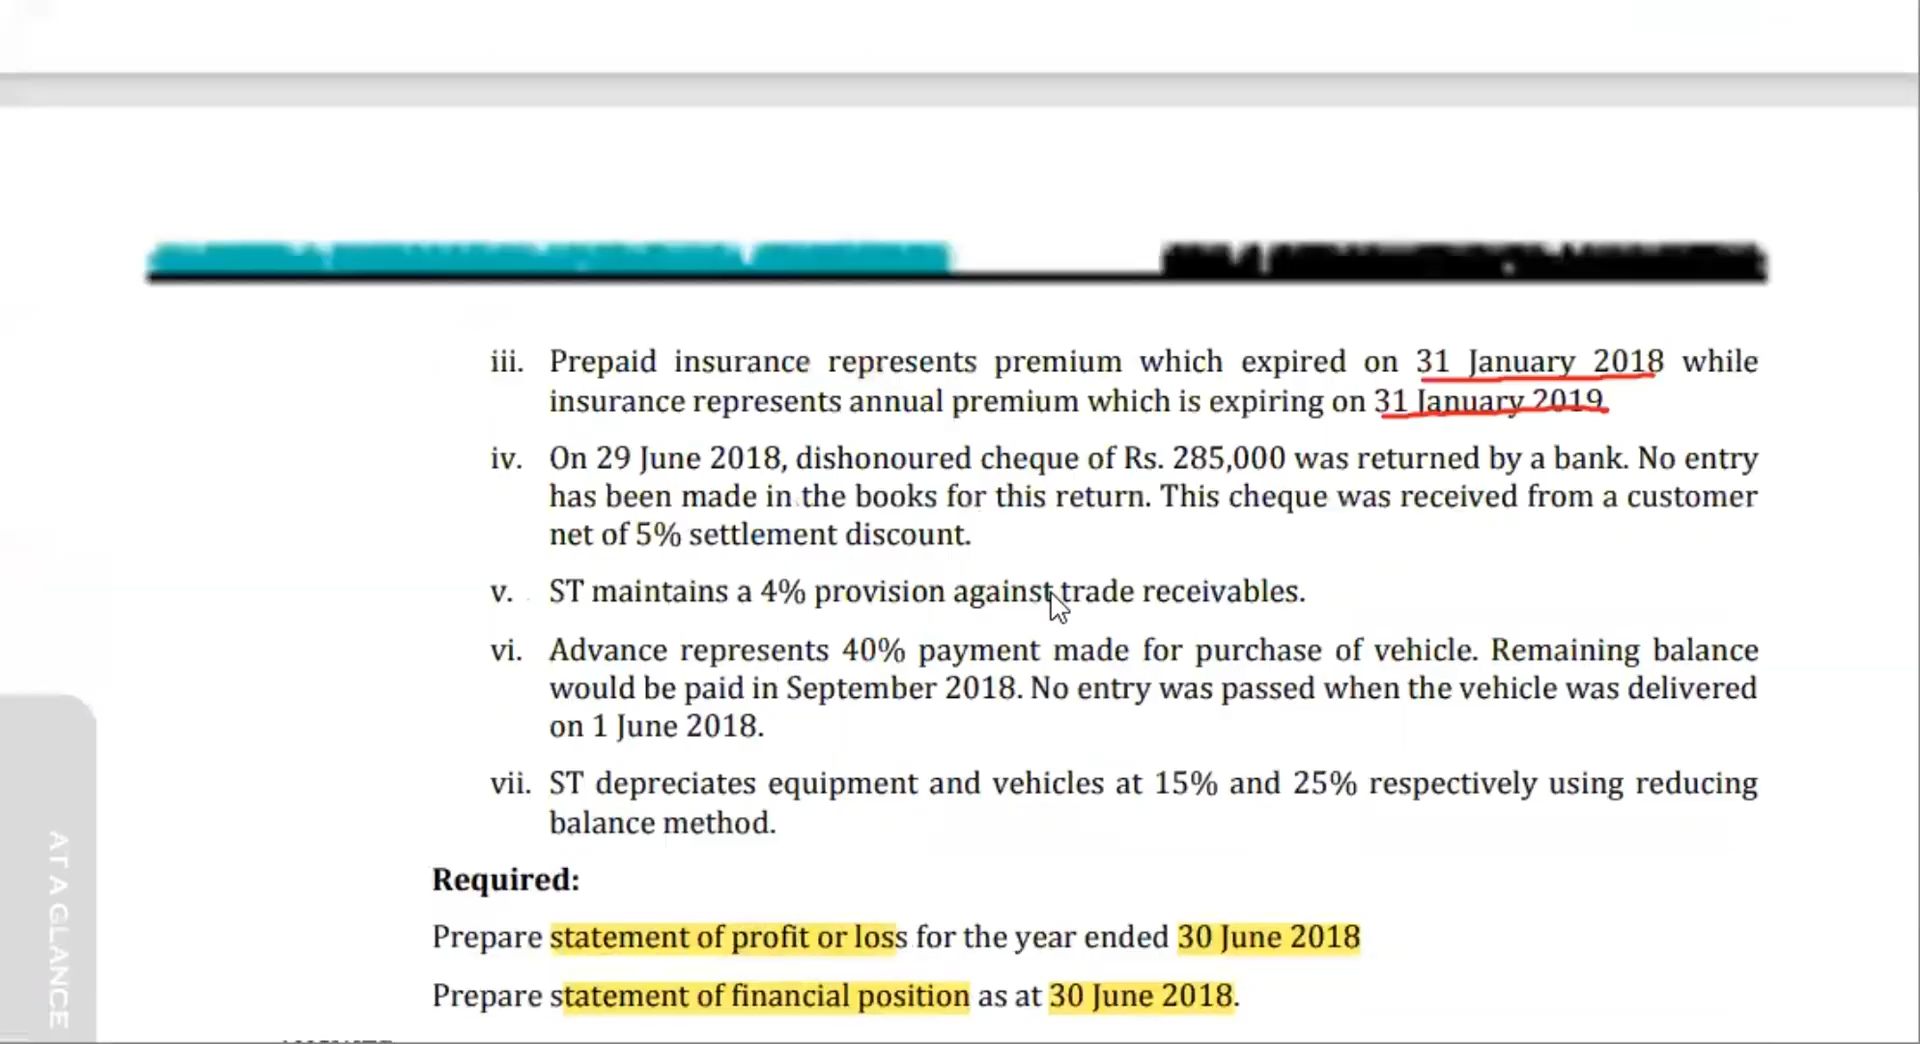 iii. Prepaid insurance represents premium which expired on 31 January 2018 while
insurance represents annual premium which is expiring on 31 January 2019.
iv. On 29 June 2018, dishonoured cheque of Rs. 285,000 was returned by a bank. No entry
has been made in the books for this return. This cheque was received from a customer
net of 5% settlement discount.
v. ST maintains a 4% provision against trade receivables.
vi. Advance represents 40% payment made for purchase of vehicle. Remaining balance
would be paid in September 2018. No entry was passed when the vehicle was delivered
on 1 June 2018.
vii. ST depreciates equipment and vehicles at 15% and 25% respectively using reducing
balance method.
Required:
Prepare statement of profit or loss for the year ended 30 June 2018
Prepare statement of financial position as at 30 June 2018.
AT A GLANCE